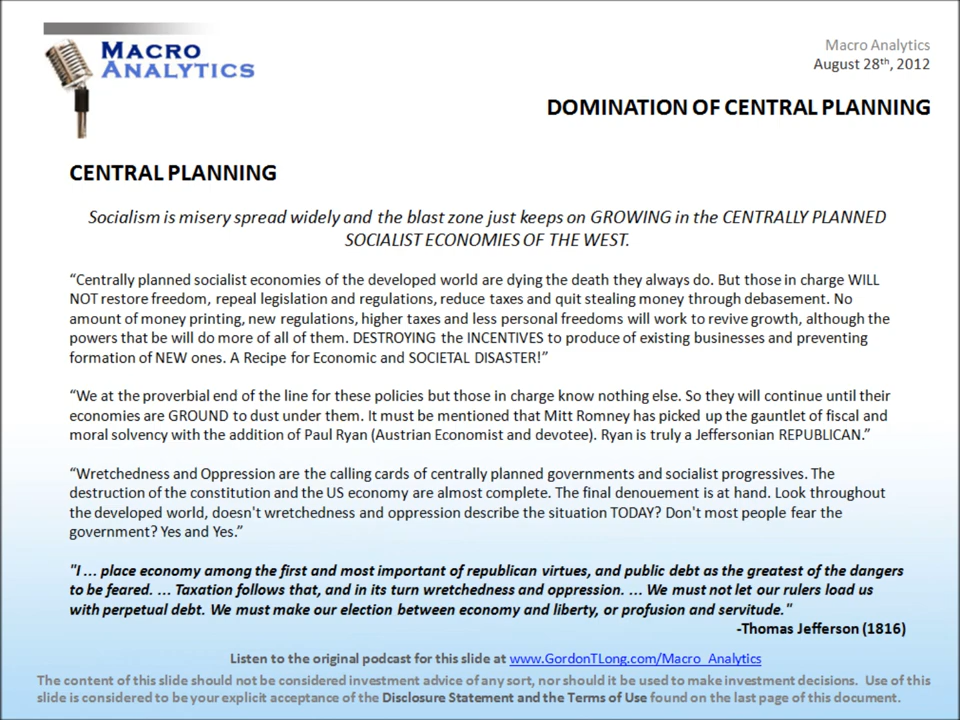 MACRO
ANALYTICS
Macro Analytics
August 28th, 2012
DOMINATION OF CENTRAL PLANNING
CENTRAL PLANNING
Socialism is misery spread widely and the blast zone just keeps on GROWING in the CENTRALLY PLANNED
SOCIALIST ECONOMIES OF THE WEST.
“Centrally planned socialist economies of the developed world are dying the death they always do. But those in charge WILL
NOT restore freedom, repeal legislation and regulations, reduce taxes and quit stealing money through debasement. No
amount of money printing, new regulations, higher taxes and less personal freedoms will work to revive growth, although the
powers that be will do more of all of them. DESTROYING the INCENTIVES to produce of existing businesses and preventing
formation of NEW ones. A Recipe for Economic and SOCIETAL DISASTER!”
“We at the proverbial end of the line for these policies but those in charge know nothing else. So they will continue until their
economies are GROUND to dust under them. It must be mentioned that Mitt Romney has picked up the gauntlet of fiscal and
moral solvency with the addition of Paul Ryan (Austrian Economist and devotee). Ryan is truly a Jeffersonian REPUBLICAN.”
“Wretchedness and Oppression are the calling cards of centrally planned governments and socialist progressives. The
destruction of the constitution and the US economy are almost complete. The final denouement is at hand. Look throughout
the developed world, doesn't wretchedness and oppression describe the situation TODAY? Don't most people fear the
government? Yes and Yes.”
"I ... place economy among the first and most important of republican virtues, and public debt as the greatest of the dangers
to be feared. ... Taxation follows that, and in its turn wretchedness and oppression. ... We must not let our rulers load us
with perpetual debt. We must make our election between economy and liberty, or profusion and servitude."
-Thomas Jefferson (1816)
Listen to the original podcast for this slide at www.GordonTLong.com/Macro_Analytics
The content of this slide should not be considered investment advice of any sort, nor should it be used to make investment decisions. Use of this
slide is considered to be your explicit acceptance of the Disclosure Statement and the Terms of Use found on the last page of this document.